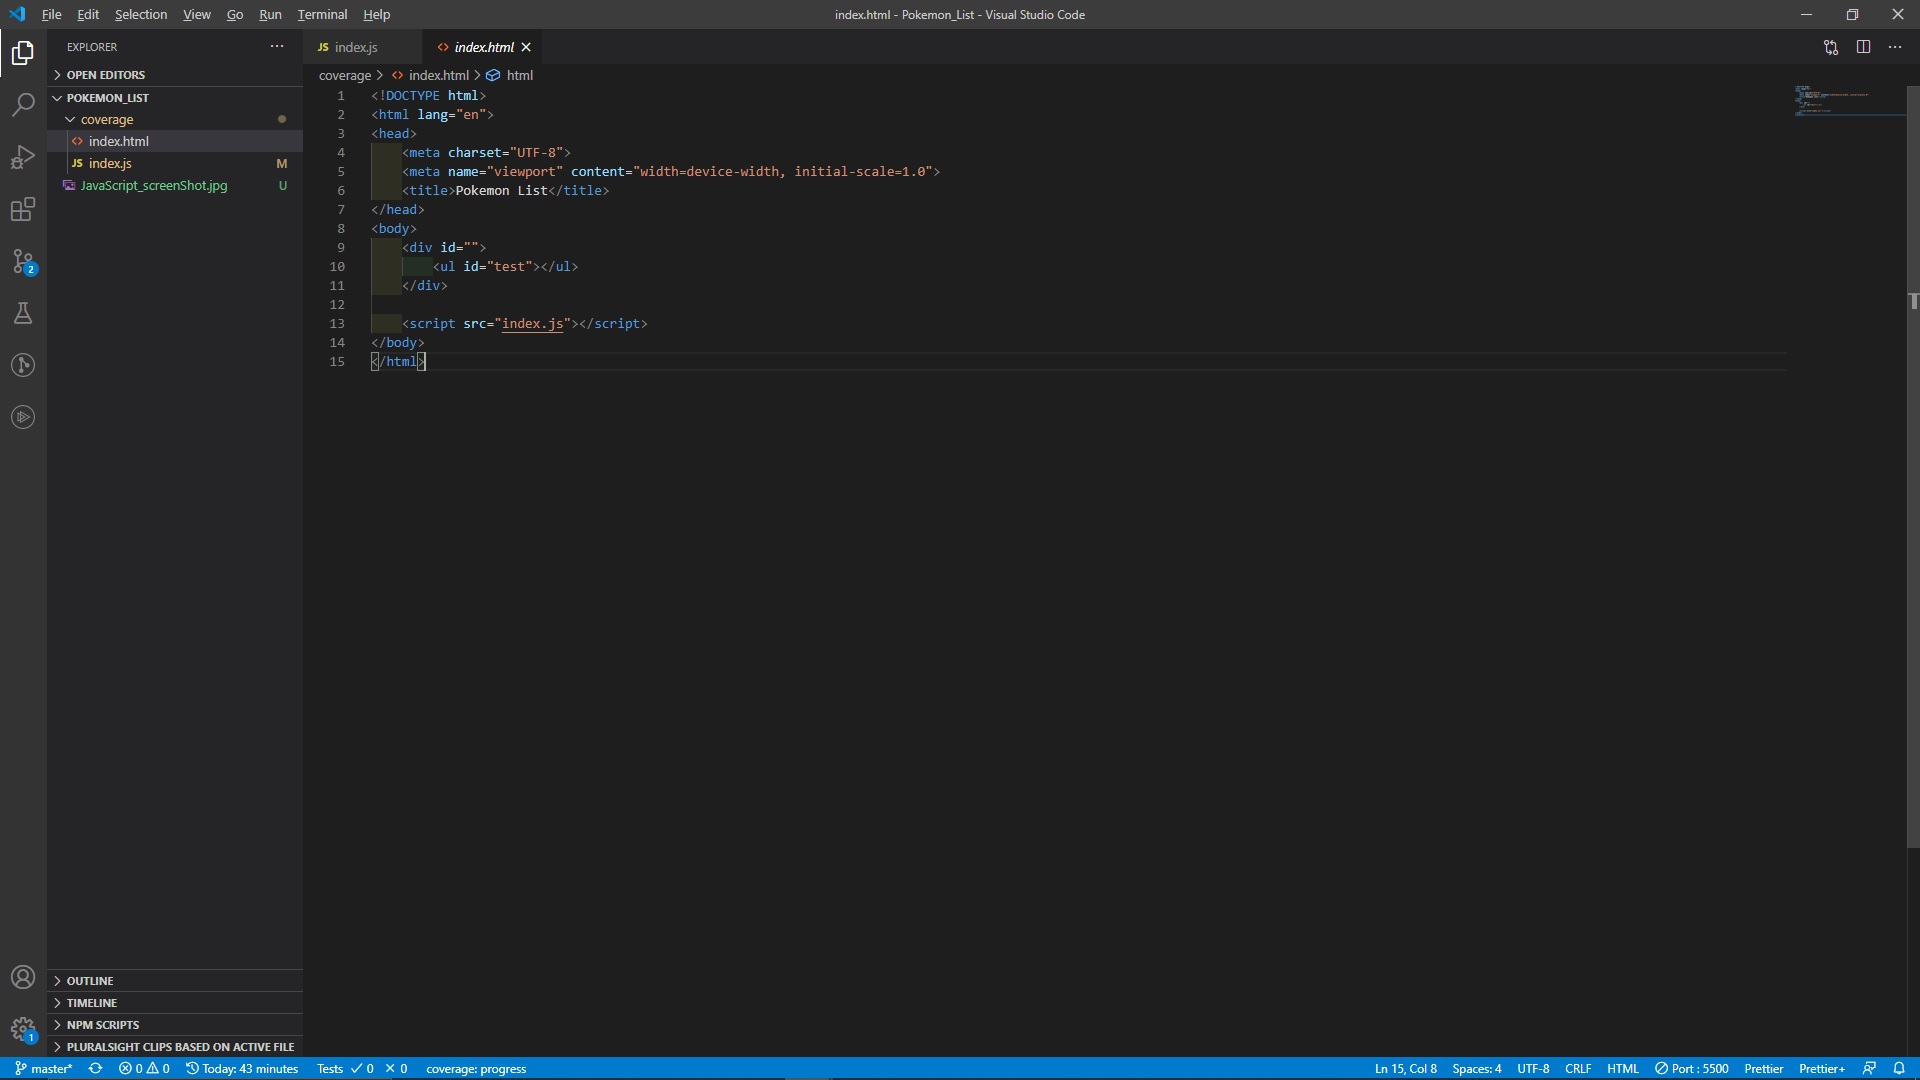 File Edit Selection View Go Run Terminal Help
index.html - Pokemon_List - Visual Studio Code
EXPLORER
OPEN EDITORS
POKEMON_LIST
coverage
index.html
JS index.js M
JavaScript_screenShot.jpg U
OUTLINE
TIMELINE
NPM SCRIPTS
PLURALSIGHT CLIPS BASED ON ACTIVE FILE
JS index.js
<> index.html
coverage > <> index.html > html
1 <!DOCTYPE html>
2 <html lang="en">
3 <head>
4 <meta charset="UTF-8">
5 <meta name="viewport" content="width=device-width, initial-scale=1.0">
6 <title>Pokemon List</title>
7 </head>
8 <body>
9 <div id="">
10 <ul id="test"></ul>
11 </div>
12
13 <script src="index.js"></script>
14 </body>
15 </html>
2
1
master* 0 0 Today: 43 minutes Tests 0 0 coverage: progress
Ln 15, Col 8 Spaces: 4 UTF-8 CRLF HTML Port : 5500 Prettier Prettier+